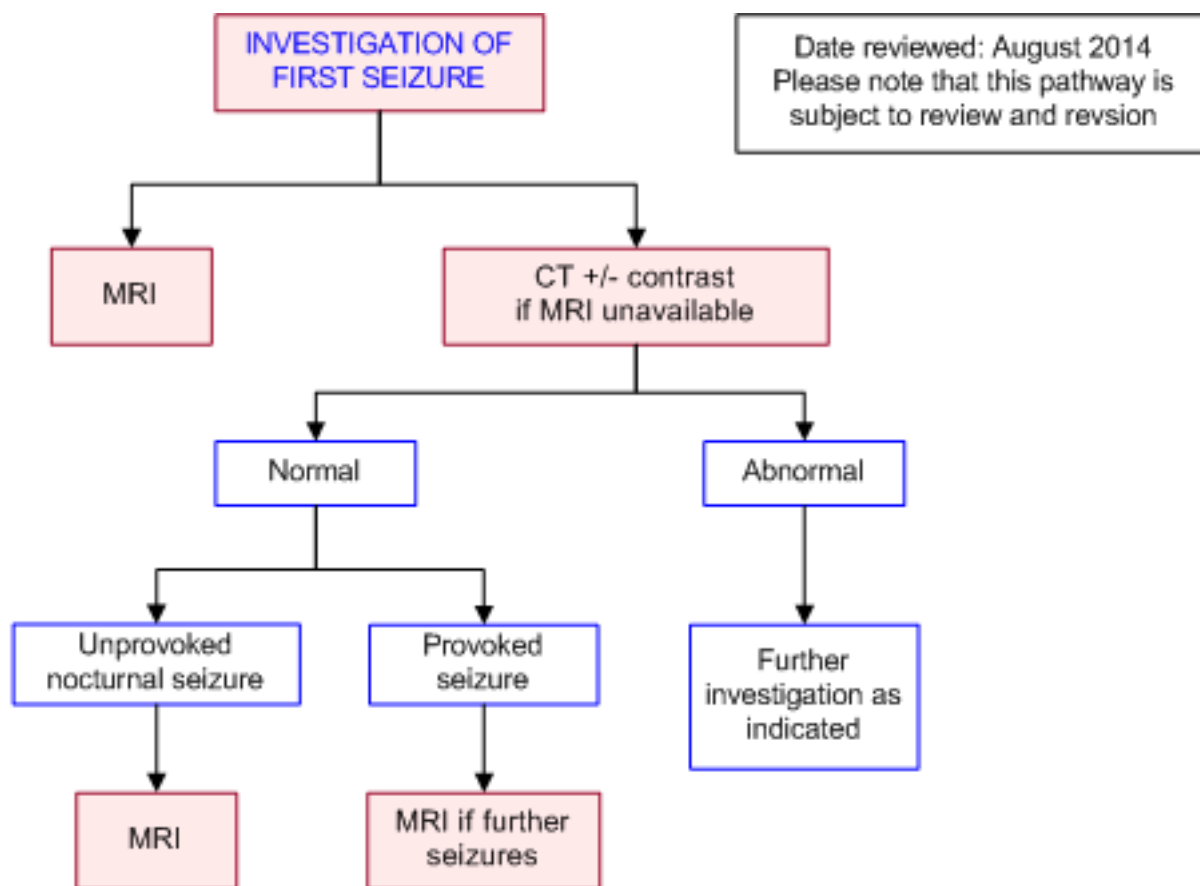 INVESTIGATION OF
FIRST SEIZURE
Date reviewed: August 2014
Please note that this pathway is
subject to review and revsion
MRI
CT +/- contrast
if MRI unavailable
Normal
Abnormal
Unprovoked
nocturnal seizure
Provoked
seizure
Further
investigation as
indicated
MRI
MRI if further
seizures